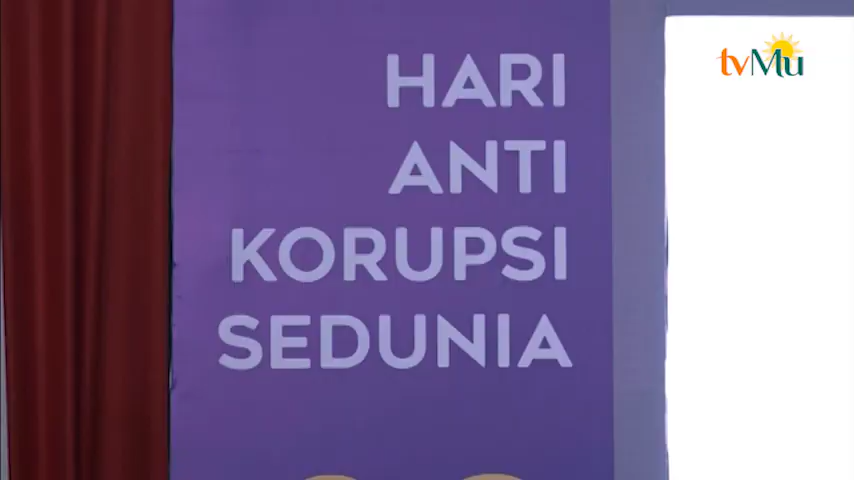 tvMu
HARI
ANTI
KORUPSI
SEDUNIA